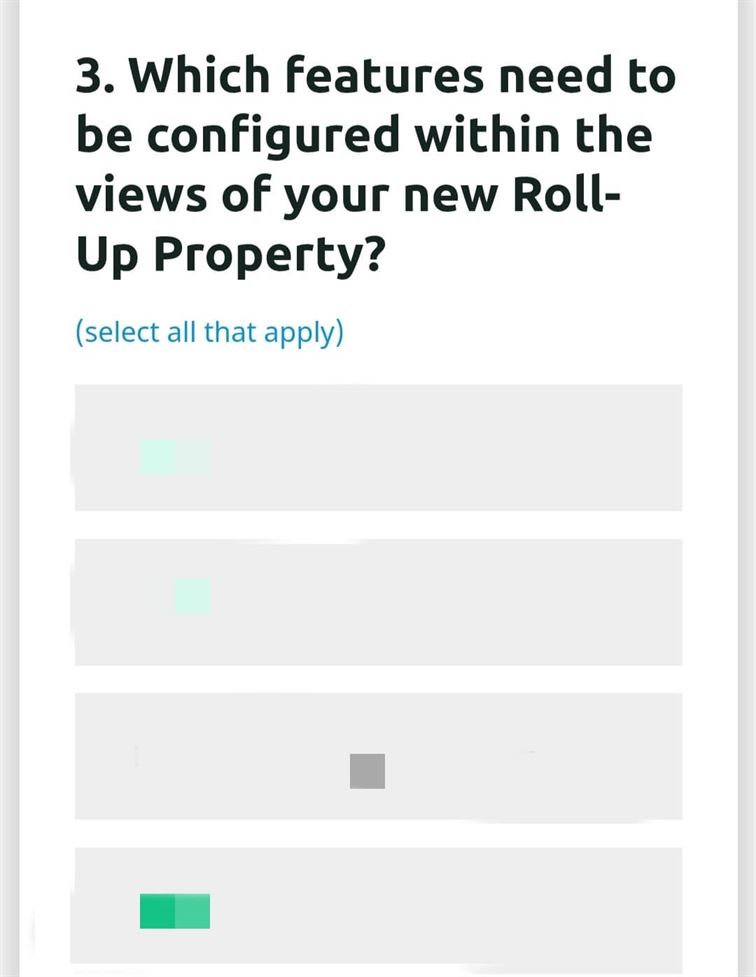 3. Which features need to
be configured within the
views of your new Roll-
Up Property?
(select all that apply)